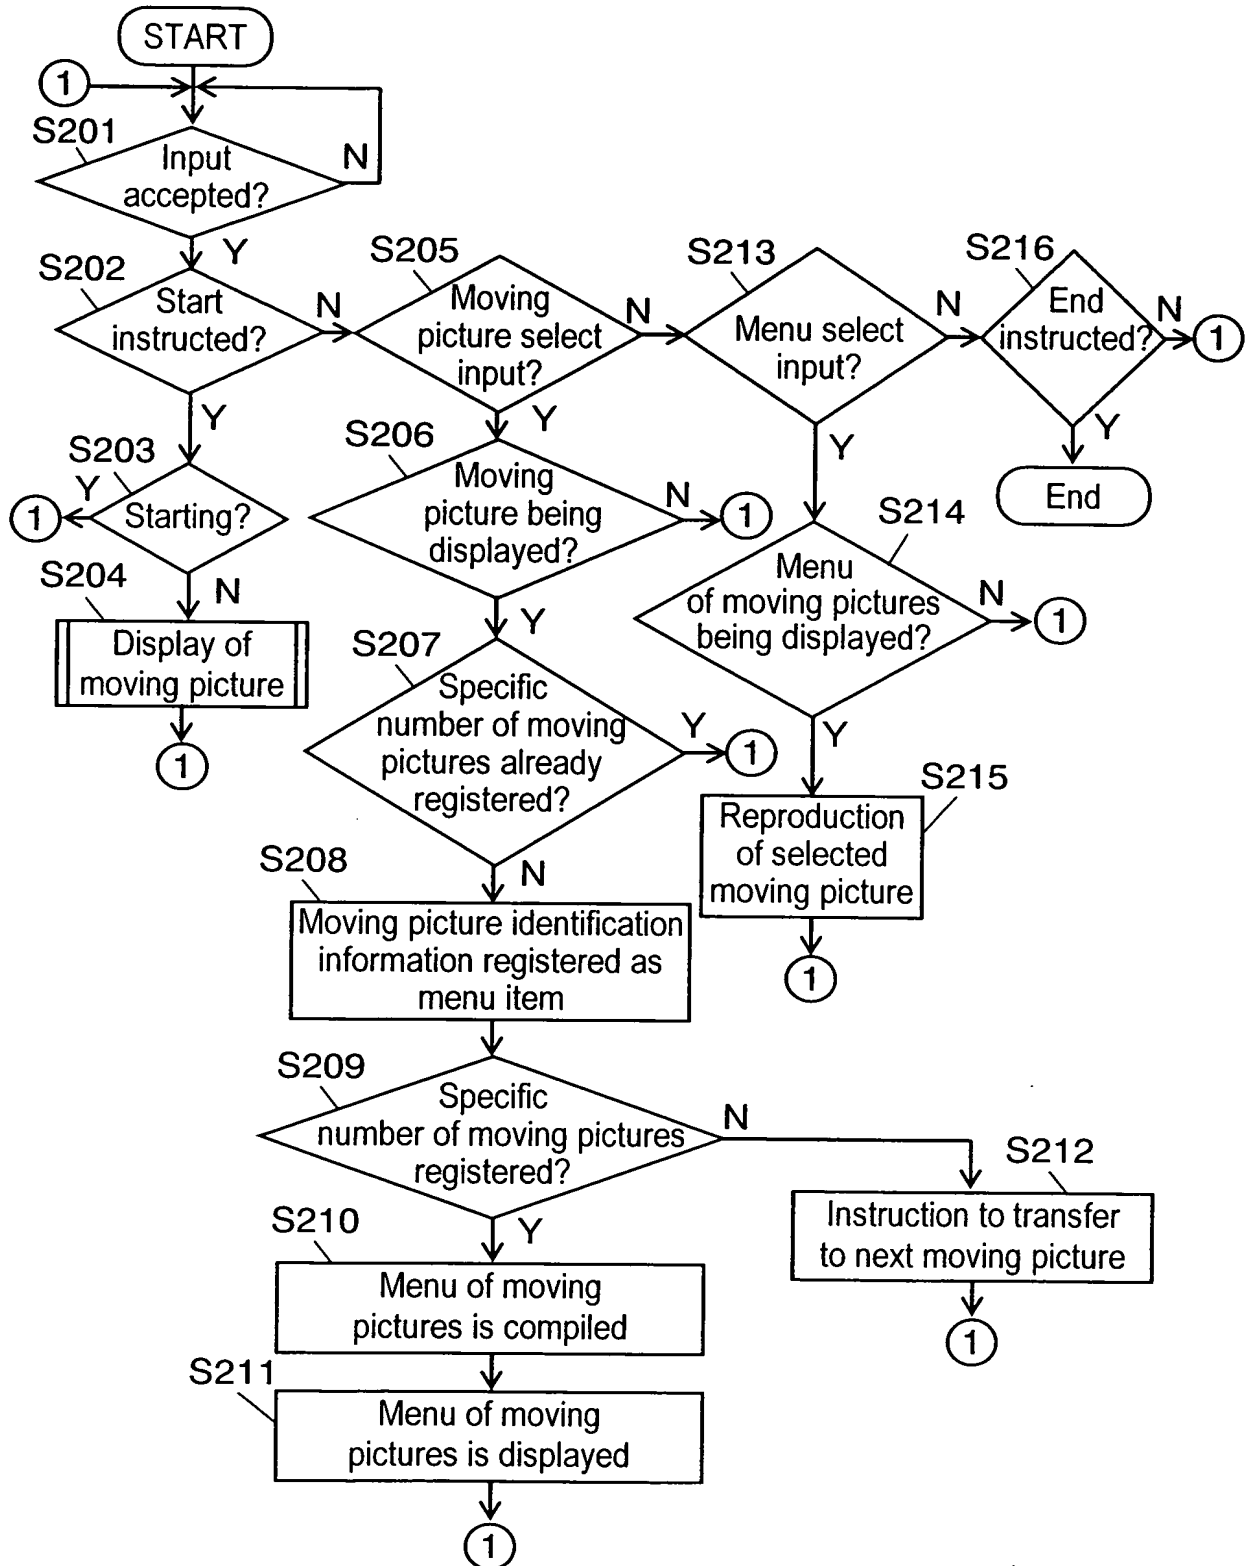 START
1
S201
Input
accepted?
N
Y
S202
Start
instructed?
N
Y
S205
Moving
picture select
input?
N
Y
S213
Menu select
input?
N
Y
S216
End
instructed?
N
1
Y
End
S203
Starting?
Y
1
N
S204
Display of
moving picture
1
S206
Moving
picture being
displayed?
N
1
Y
S207
Specific
number of moving
pictures already
registered?
Y
1
N
S214
Menu
of moving pictures
being displayed?
N
1
Y
S215
Reproduction
of selected
moving picture
1
S208
Moving picture identification
information registered as
menu item
S209
Specific
number of moving pictures
registered?
N
Y
S212
Instruction to transfer
to next moving picture
1
S210
Menu of moving
pictures is compiled
S211
Menu of moving
pictures is displayed
1